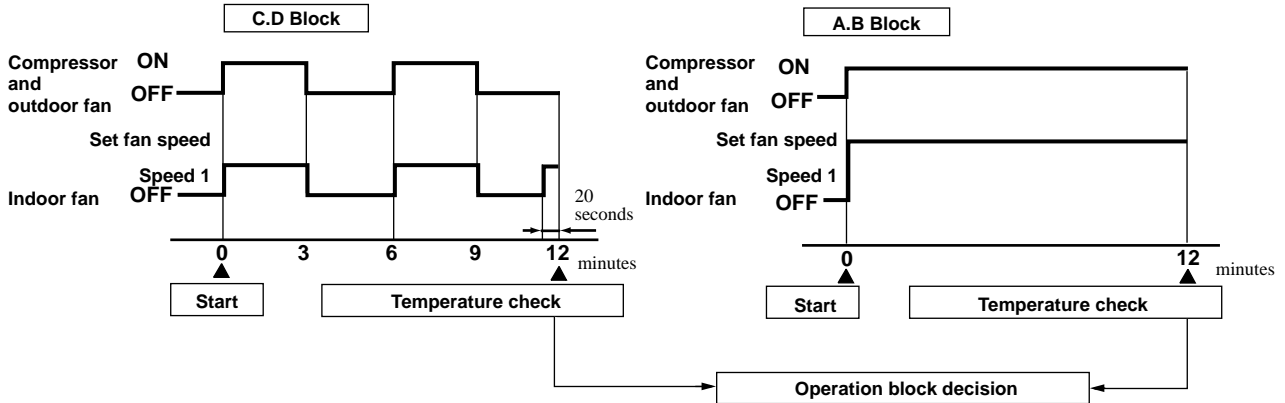 C.D Block
Compressor
and
outdoor fan
ON
OFF
Set fan speed
Speed 1
Indoor fan
OFF
20
seconds
0 3 6 9 12 minutes
Start
Temperature check
A.B Block
Compressor
and
outdoor fan
ON
OFF
Set fan speed
Speed 1
Indoor fan
OFF
0 12 minutes
Start
Temperature check
Operation block decision